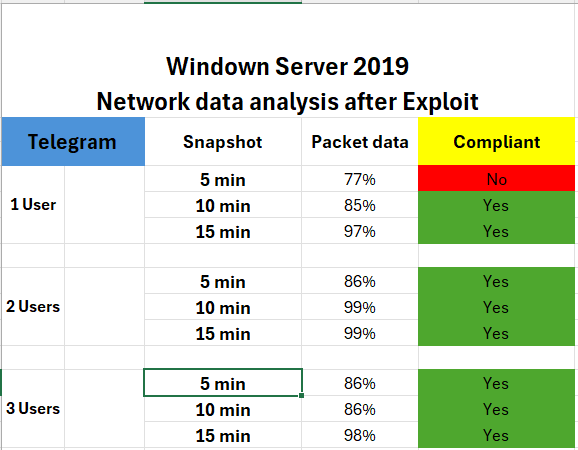 Windown Server 2019
Network data analysis after Exploit
Telegram Snapshot Packet data Compliant
5 min 77% No
1 User 10 min 85% Yes
15 min 97% Yes
5 min 86% Yes
2 Users 10 min 99% Yes
15 min 99% Yes
5 min 86% Yes
3 Users 10 min 86% Yes
15 min 98% Yes